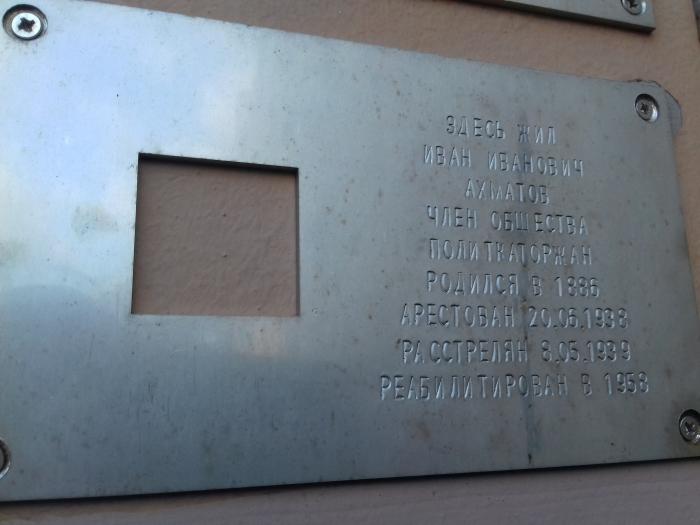 ЗДЕСЬ ЖИЛ
ИВАН ИВАНОВИЧ
АХМАТОВ
ЧЛЕН ОБЩЕСТВА
ПОЛИТКАТОРЖАН
РОДИЛСЯ В 1886
АРЕСТОВАН 20.06.1938
РАССТРЕЛЯН 8.05.1939
РЕАБИЛИТИРОВАН В 1958